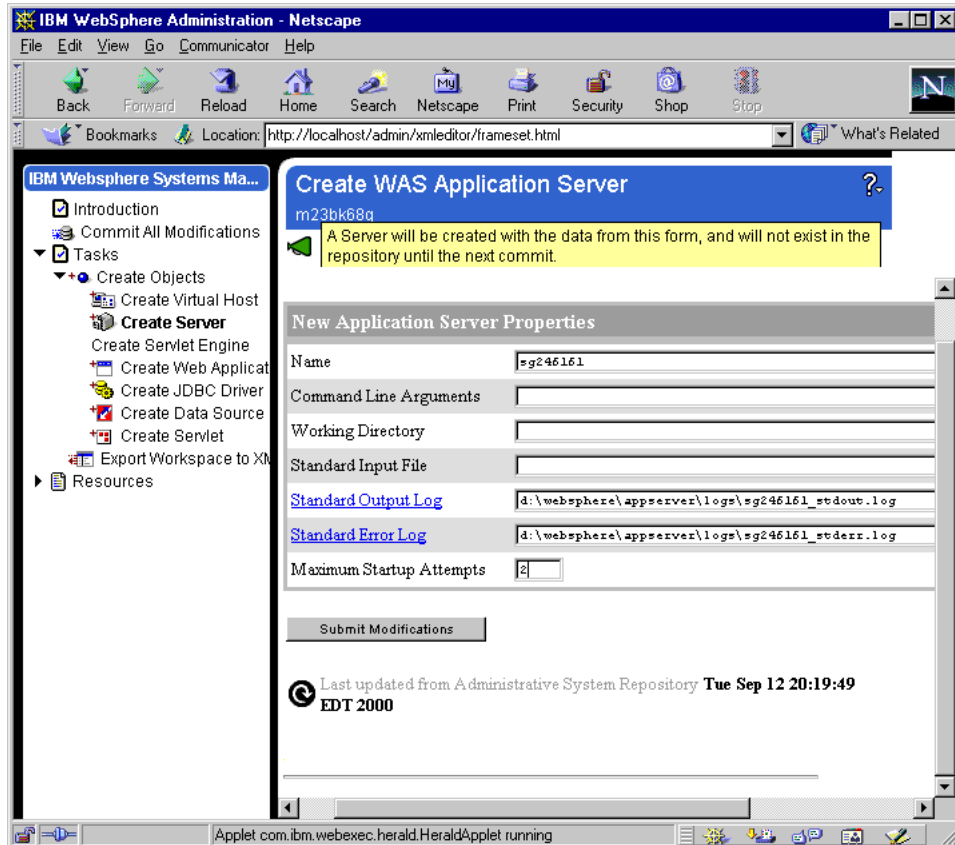 IBM WebSphere Administration - Netscape
File Edit View Go Communicator Help
Back Forward Reload Home Search Netscape Print Security Shop Stop
My
N
Bookmarks Location: http://localhost/admin/xmleditor/frameset.html What's Related
IBM Websphere Systems Ma...
Introduction
Commit All Modifications
Tasks
Create Objects
Create Virtual Host
Create Server
Create Servlet Engine
Create Web Applicat
Create JDBC Driver
Create Data Source
Create Servlet
Export Workspace to XM
Resources
Create WAS Application Server
?
m23bk68q
A Server will be created with the data from this form, and will not exist in the
repository until the next commit.
New Application Server Properties
Name sg246161
Command Line Arguments
Working Directory
Standard Input File
Standard Output Log d:\websphere\appserver\logs\sg246161_stdout.log
Standard Error Log d:\websphere\appserver\logs\sg246161_stderr.log
Maximum Startup Attempts 2
Submit Modifications
Last updated from Administrative System Repository Tue Sep 12 20:19:49
EDT 2000
Applet com.ibm.webexec.herald.HeraldApplet running